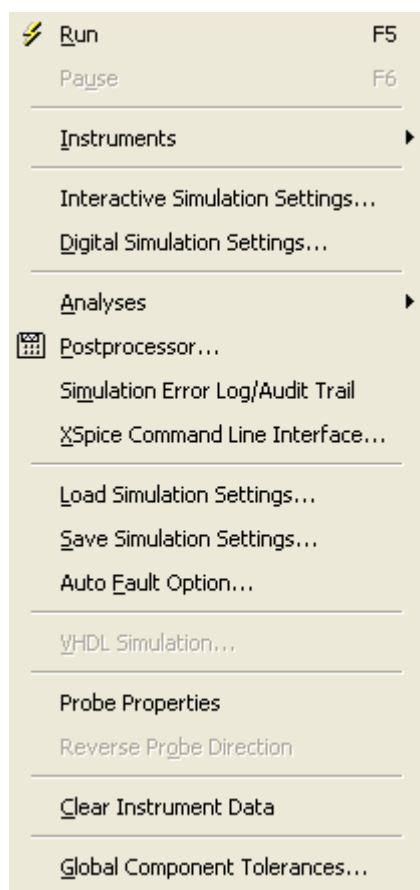 Run F5
Pause F6
Instruments
Interactive Simulation Settings...
Digital Simulation Settings...
Analyses
Postprocessor...
Simulation Error Log/Audit Trail
XSpice Command Line Interface...
Load Simulation Settings...
Save Simulation Settings...
Auto Fault Option...
VHDL Simulation...
Probe Properties
Reverse Probe Direction
Clear Instrument Data
Global Component Tolerances...